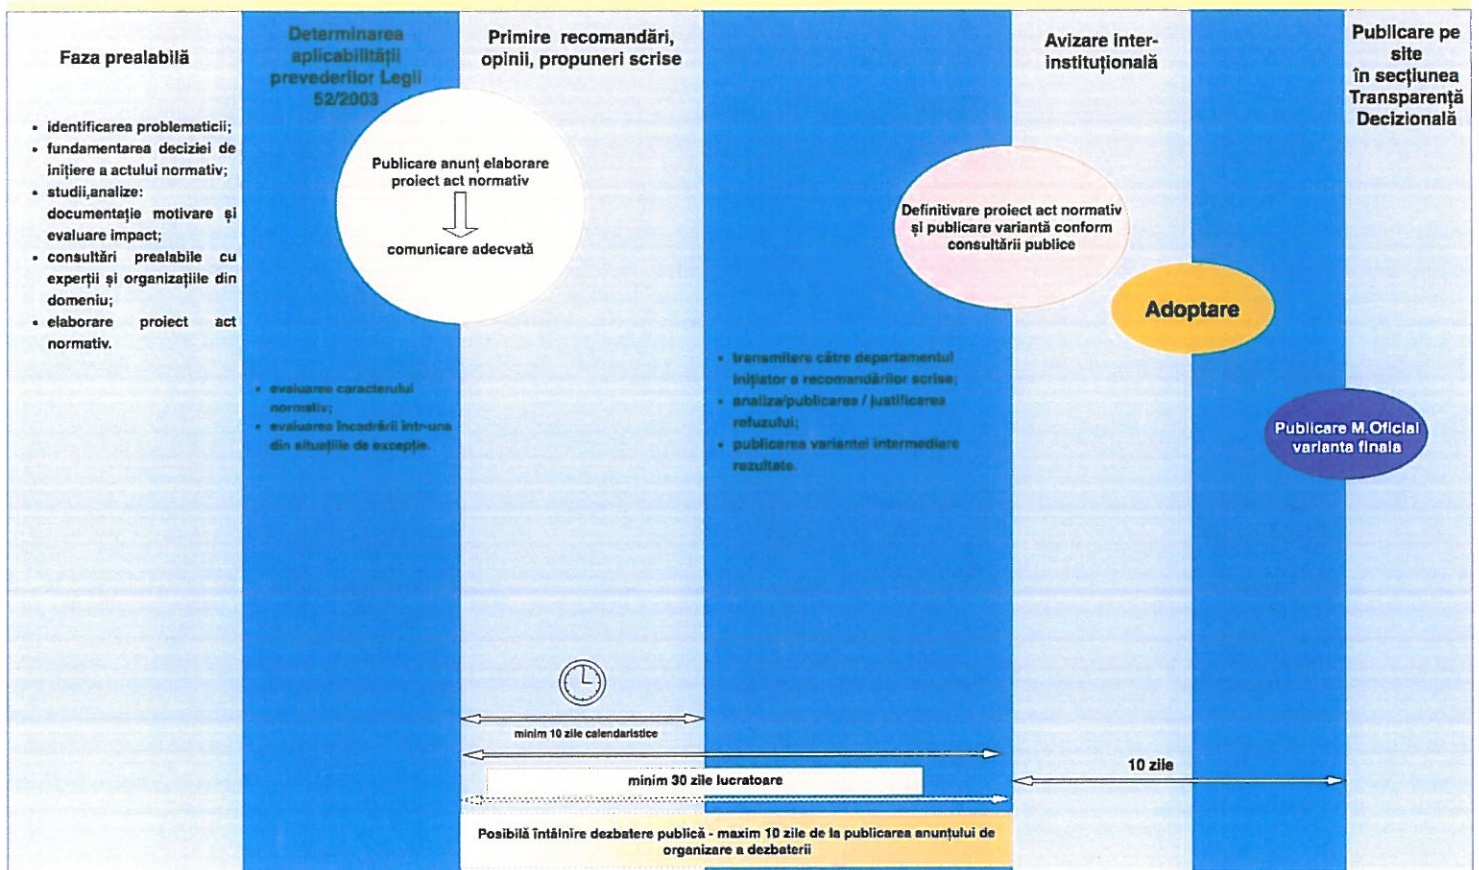 Faza prealabilă
• identificarea problematicii;
• fundamentarea deciziei de
inițiere a actului normativ;
• studii,analize:
documentație motivare și
evaluare impact;
• consultări prealabile cu
experții și organizațiile din
domeniu;
• elaborare proiect act
normativ.
Determinarea
aplicabilității
prevederilor Legii
52/2003
• evaluarea caracterului
normativ;
• evaluarea încadrării într-una
din situațiile de excepție.
Publicare anunț elaborare
proiect act normativ
comunicare adecvată
Primire recomandări,
opinii, propuneri scrise
• transmitere către departamentul
inițiator a recomandărilor scrise;
• analiza/publicarea / justificarea
refuzului;
• publicarea variantei intermediare
rezultate.
Definitivare proiect act normativ
și publicare variantă conform
consultării publice
Avizare inter-
instituțională
Adoptare
Publicare M.Oficial
varianta finala
Publicare pe
site
în secțiunea
Transparență
Decizională
minim 10 zile calendaristice
minim 30 zile lucratoare
10 zile
Posibilă întâlnire dezbatere publică - maxim 10 zile de la publicarea anunțului de
organizare a dezbaterii